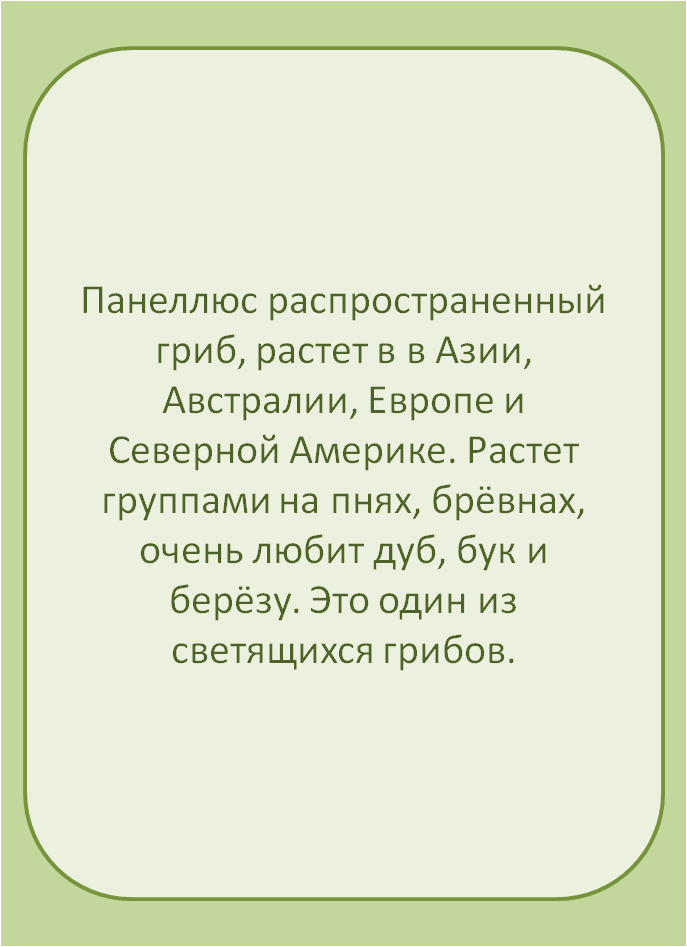 Панеллюс распространенный
гриб, растет в в Азии,
Австралии, Европе и
Северной Америке. Растет
группами на пнях, брёвнах,
очень любит дуб, бук и
берёзу. Это один из
светящихся грибов.